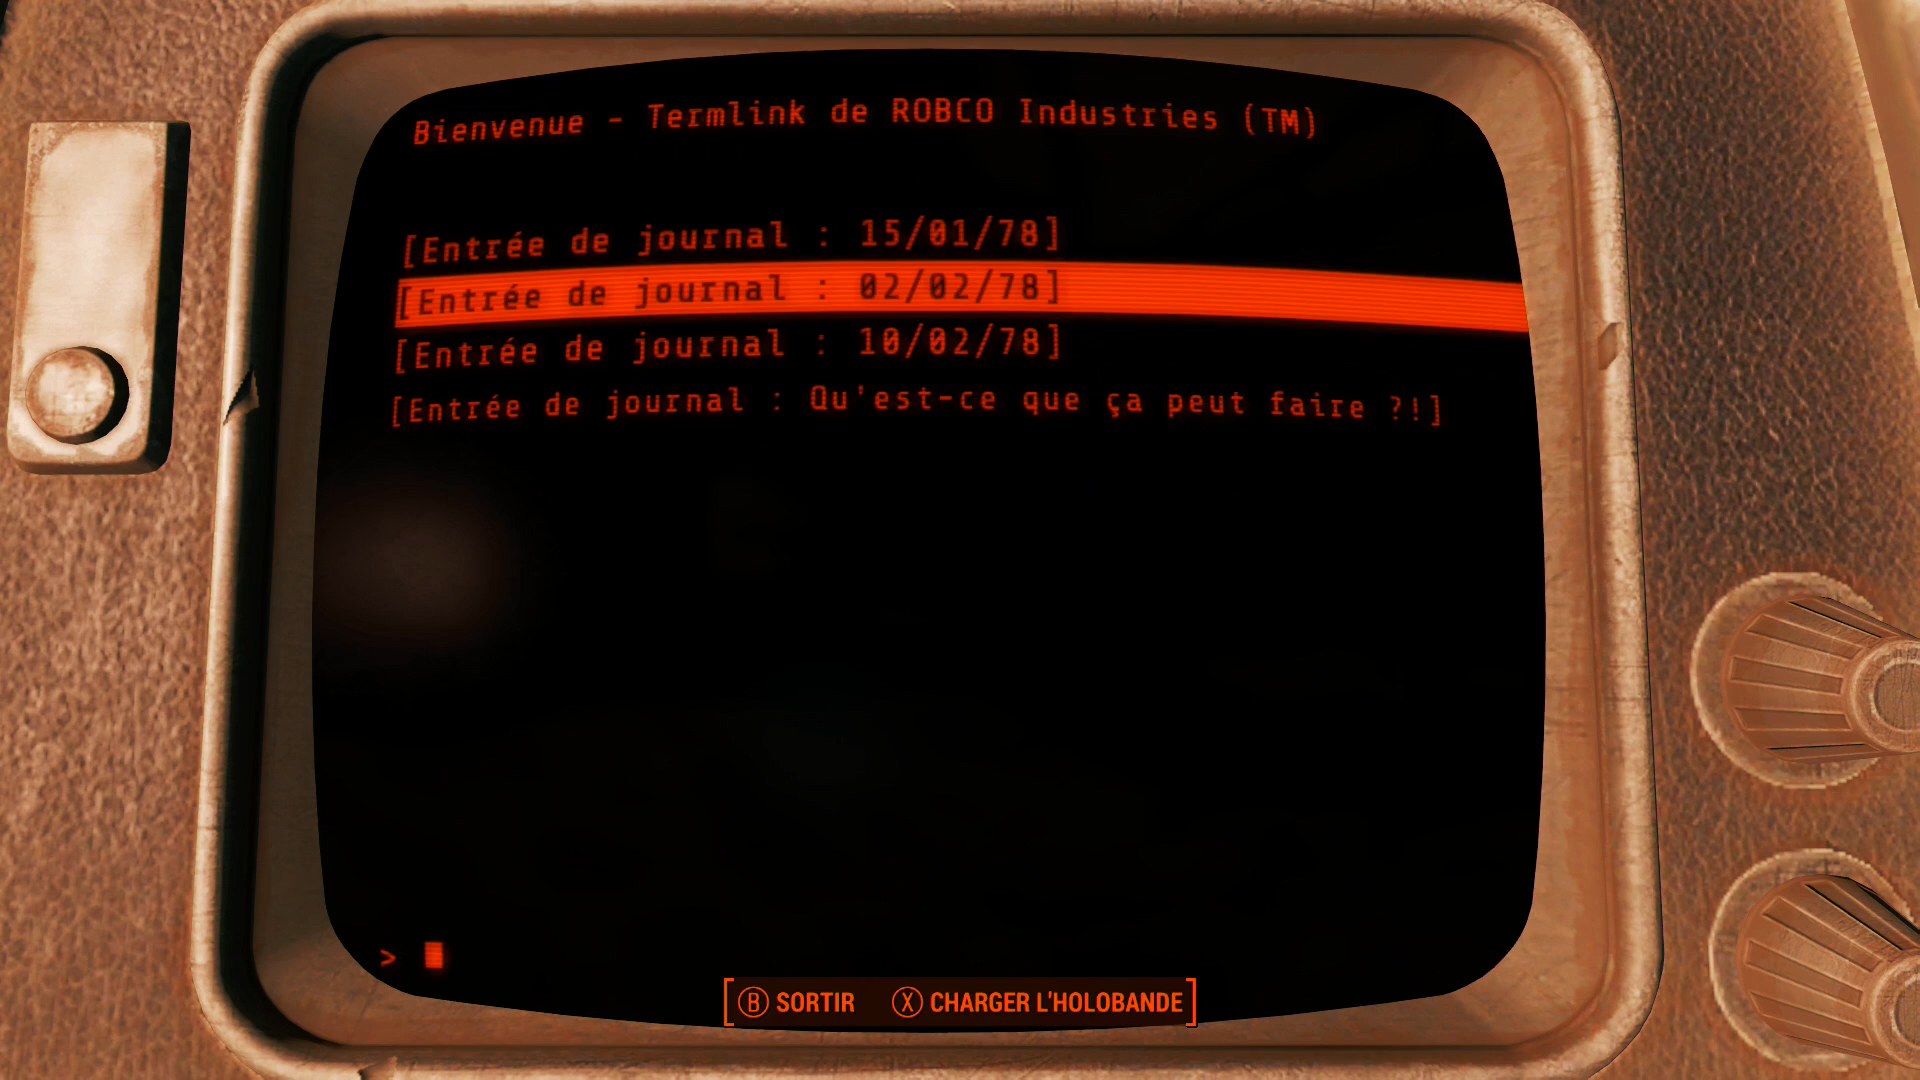 Bienvenue - Termlink de ROBCO Industries (TM)
[Entrée de journal : 15/01/78]
[Entrée de journal : 02/02/78]
[Entrée de journal : 10/02/78]
[Entrée de journal : Qu'est-ce que ça peut faire ?!]
>
B SORTIR X CHARGER L'HOLOBANDE